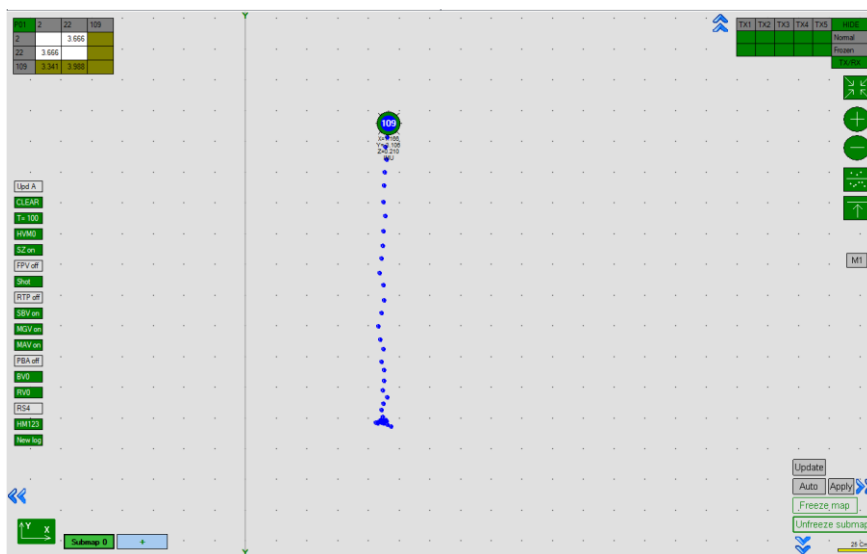 Y
PS1 2 22 109
2 3.666
22 3.666
109 3.341 3.988
TX1 TX2 TX3 TX4 TX5 HIDE
Normal
Frozen
TX/RX
109
Upd A
CLEAR
T= 100
HVM0
SZ on
FPV off
Shot
RTP off
SBV on
MGV on
MAV on
PBA off
BV0
RV0
RS4
HM123
New log
M1
Update
Auto Apply
Freeze map
Unfreeze submap
Y X
Submap 0 +
Y